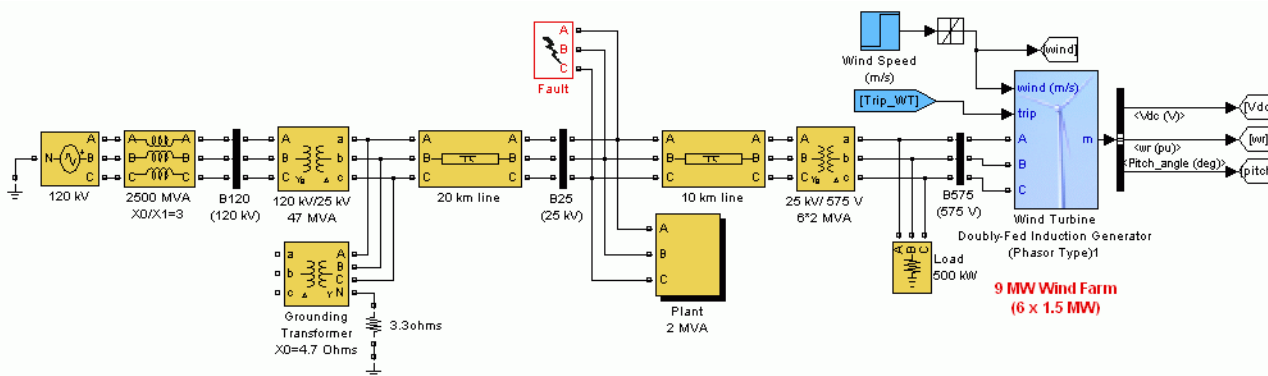 N
A
B
C
A
B
C
120 kV
A
B
C
A
B
C
2500 MVA
X0/X1=3
B120
(120 kV)
A
B
C
a
b
c
Yg
120 kV/25 kV
47 MVA
a
b
c
A
B
C
N
Y
Grounding
Transformer
X0=4.7 Ohms
3.3ohms
A
B
C
A
B
C
20 km line
A
B
C
Fault
B25
(25 kV)
A
B
C
Plant
2 MVA
A
B
C
A
B
C
10 km line
A
B
C
a
b
c
Yg
25 kV/ 575 V
6*2 MVA
A
B
C
Load
500 kW
B575
(575 V)
Wind Speed
(m/s)
[wind]
[Trip_WT]
wind (m/s)
trip
A
B
C
m
Wind Turbine
Doubly-Fed Induction Generator
(Phasor Type)1
9 MW Wind Farm
(6 x 1.5 MW)
<Vdc (V)>
<wr (pu)>
<Pitch_angle (deg)>
[Vdc
[wr]
[pitch